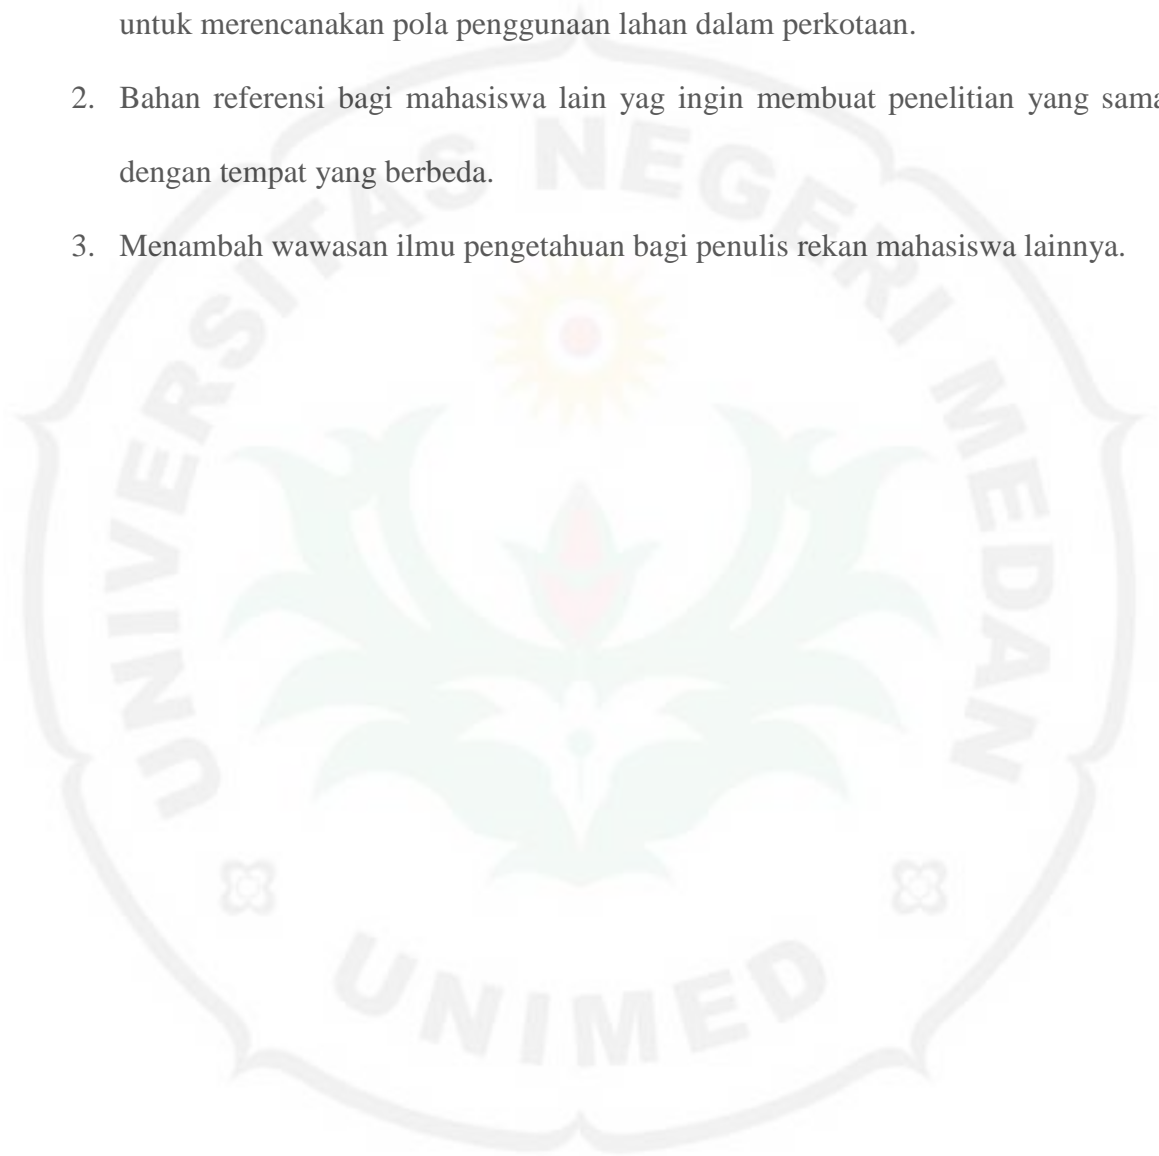 untuk merencanakan pola penggunaan lahan dalam perkotaan.
2. Bahan referensi bagi mahasiswa lain yag ingin membuat penelitian yang sama
dengan tempat yang berbeda.
3. Menambah wawasan ilmu pengetahuan bagi penulis rekan mahasiswa lainnya.
UNIVERSITAS NEGERI MEDAN
UNIMED